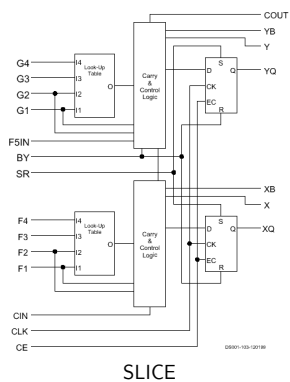 COUT
YB
Y
G4
G3
G2
G1
I4
I3
I2
I1
Look-Up
Table
O
Carry
&
Control
Logic
S
D
Q
CK
EC
R
YQ
F5IN
BY
SR
XB
X
F4
F3
F2
F1
I4
I3
I2
I1
Look-Up
Table
O
Carry
&
Control
Logic
S
D
Q
CK
EC
R
XQ
CIN
CLK
CE
DS001-103-120199
SLICE